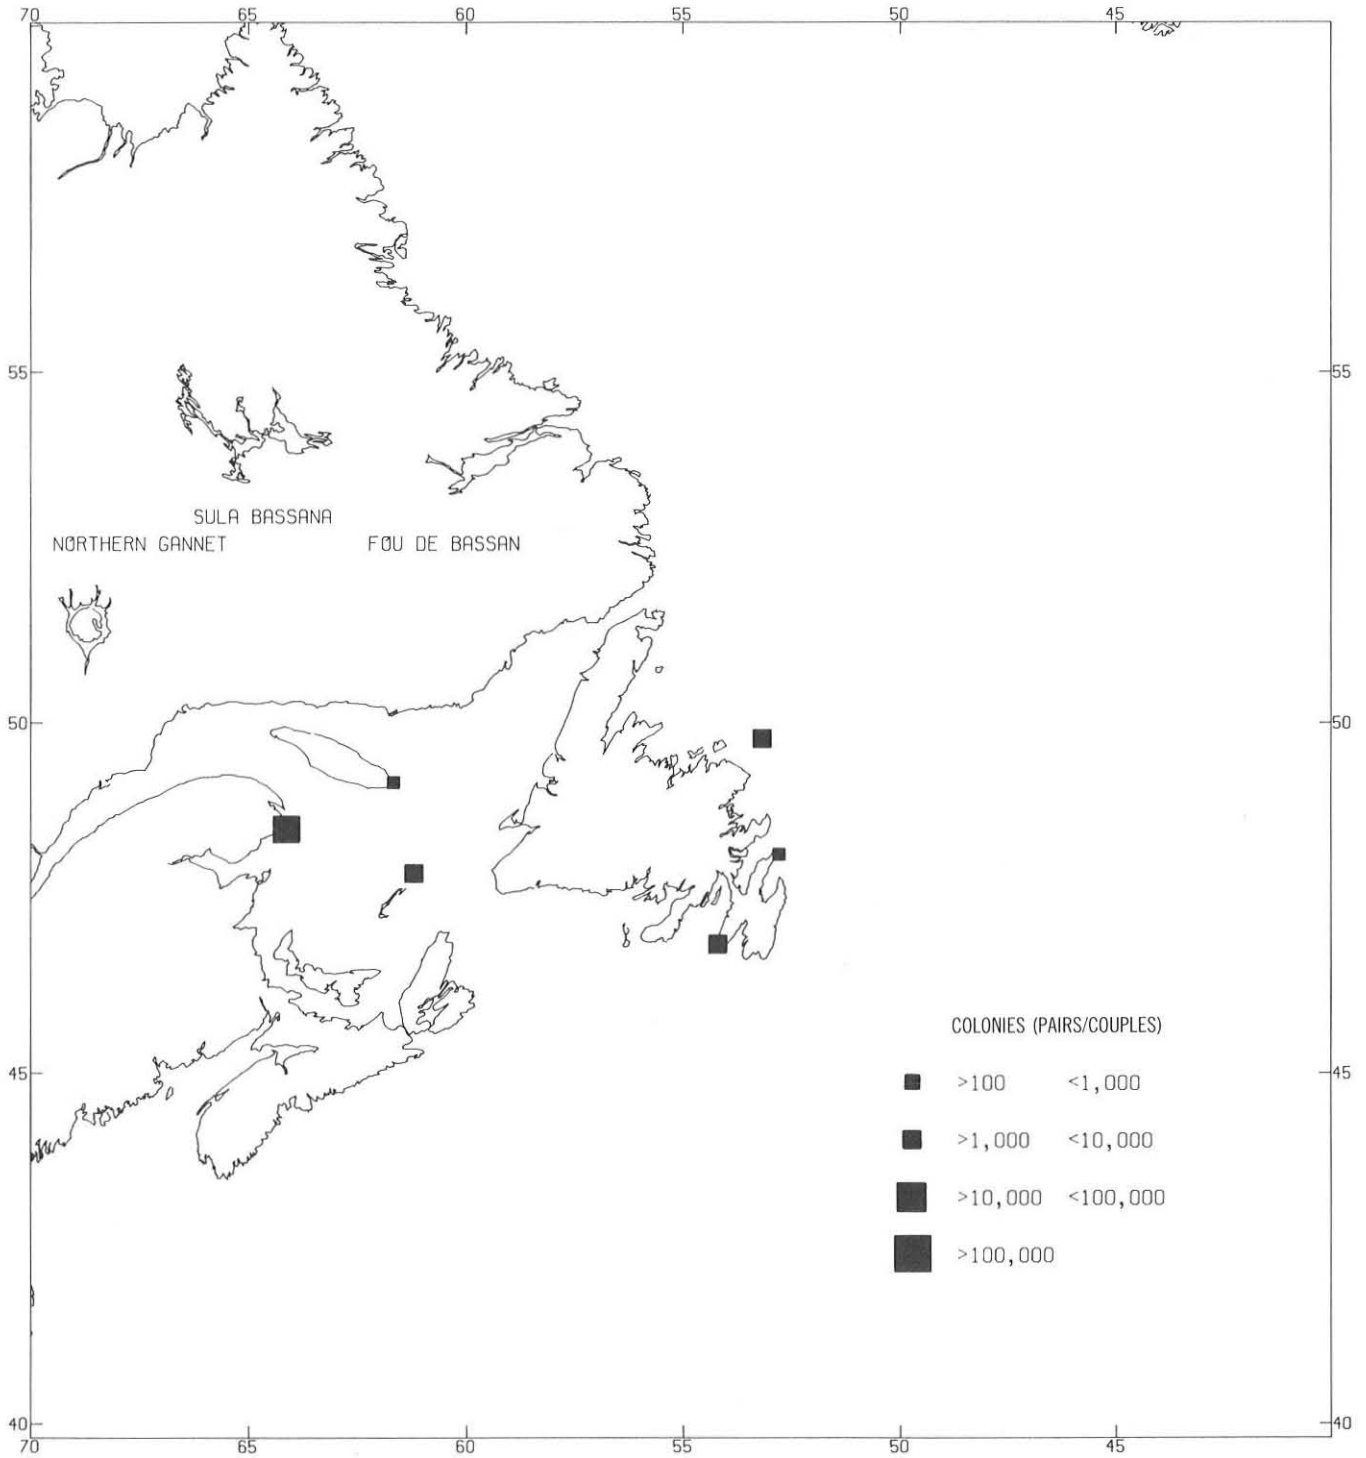 70 65 60 55 50 45
55 55
SULA BASSANA
NØRTHERN GANNET FØU DE BASSAN
50 50
COLONIES (PAIRS/COUPLES)
45 45
>100 <1,000
>1,000 <10,000
>10,000 <100,000
>100,000
40 40
70 65 60 55 50 45